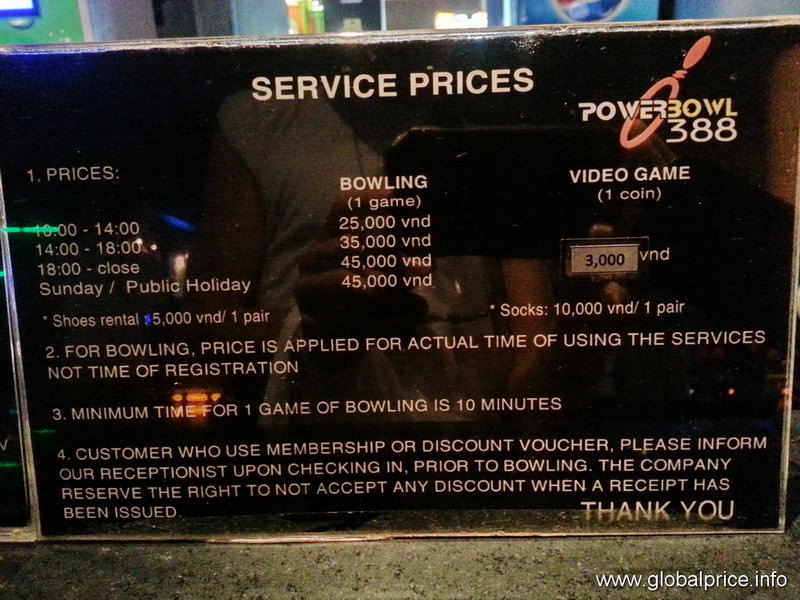 SERVICE PRICES
POWERBOWL
388
1. PRICES:
BOWLING
(1 game)
VIDEO GAME
(1 coin)
10:00 - 14:00 25,000 vnd
14:00 - 18:00 35,000 vnd
18:00 - close 45,000 vnd
3,000 vnd
Sunday / Public Holiday 45,000 vnd
* Shoes rental : 5,000 vnd/ 1 pair
* Socks: 10,000 vnd/ 1 pair
2. FOR BOWLING, PRICE IS APPLIED FOR ACTUAL TIME OF USING THE SERVICES
NOT TIME OF REGISTRATION
3. MINIMUM TIME FOR 1 GAME OF BOWLING IS 10 MINUTES
4. CUSTOMER WHO USE MEMBERSHIP OR DISCOUNT VOUCHER, PLEASE INFORM
OUR RECEPTIONIST UPON CHECKING IN, PRIOR TO BOWLING. THE COMPANY
RESERVE THE RIGHT TO NOT ACCEPT ANY DISCOUNT WHEN A RECEIPT HAS
BEEN ISSUED.
THANK YOU
www.globalprice.info